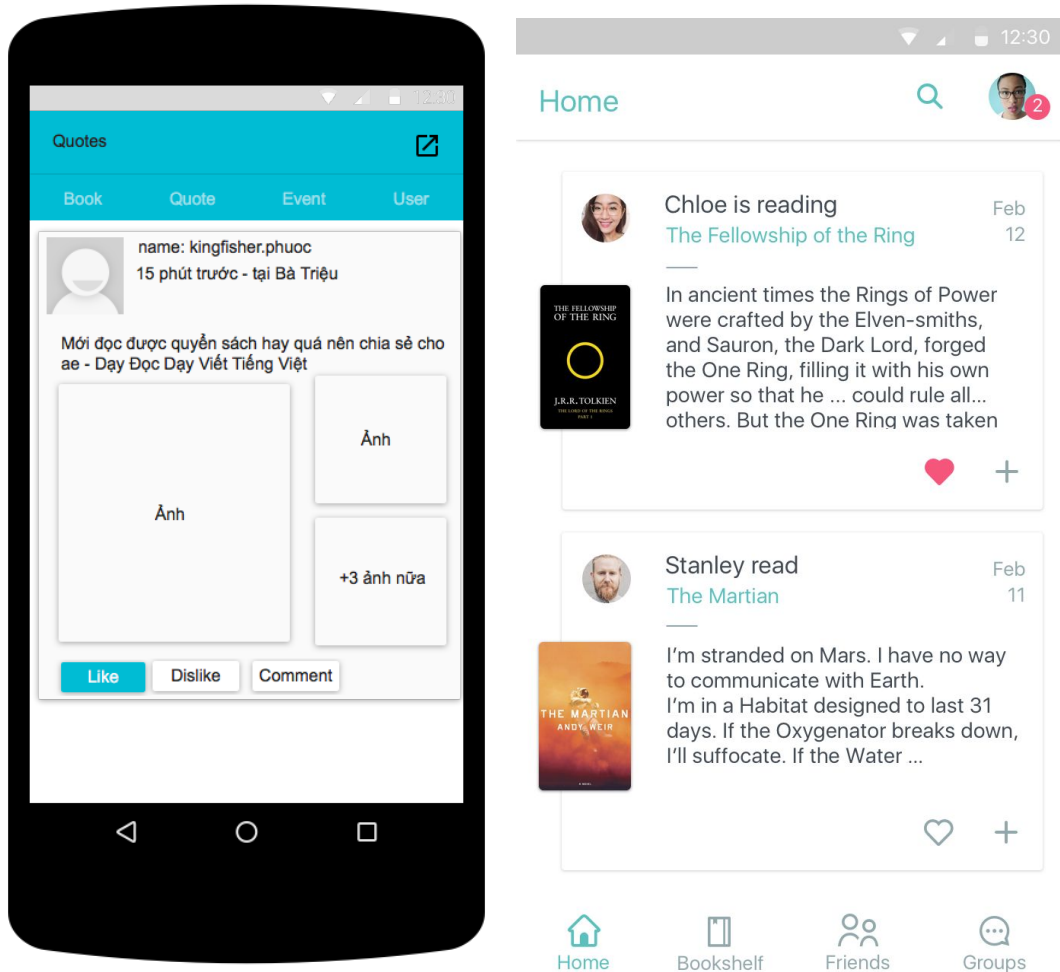 12:30
Quotes
Book Quote Event User
name: kingfisher.phuoc
15 phút trước - tại Bà Triệu
Mới đọc được quyển sách hay quá nên chia sẻ cho
ae - Dạy Đọc Dạy Viết Tiếng Việt
Ảnh
Ảnh
+3 ảnh nữa
Like Dislike Comment
12:30
Home
2
Chloe is reading
The Fellowship of the Ring
Feb
12
THE FELLOWSHIP
OF THE RING
J.R.R. TOLKIEN
THE LORD OF THE RINGS
PART 1
In ancient times the Rings of Power
were crafted by the Elven-smiths,
and Sauron, the Dark Lord, forged
the One Ring, filling it with his own
power so that he ... could rule all...
others. But the One Ring was taken
Stanley read
The Martian
Feb
11
THE MARTIAN
ANDY WEIR
I’m stranded on Mars. I have no way
to communicate with Earth.
I’m in a Habitat designed to last 31
days. If the Oxygenator breaks down,
I’ll suffocate. If the Water ...
Home Bookshelf Friends Groups